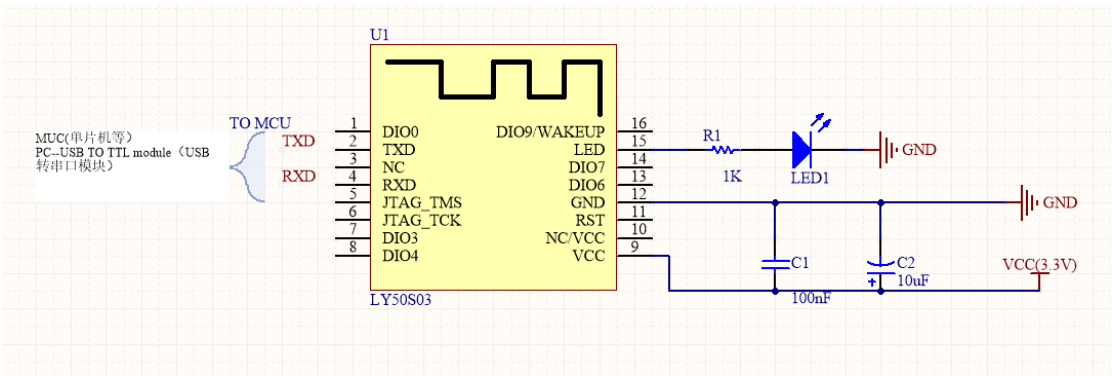 U1
MUC(单片机等)
PC--USB TO TTL module（USB
转串口模块）
TO MCU
TXD
RXD
1 DIO0
2 TXD
3 NC
4 RXD
5 JTAG_TMS
6 JTAG_TCK
7 DIO3
8 DIO4
DIO9/WAKEUP 16
LED 15
DIO7 14
DIO6 13
GND 12
RST 11
NC/VCC 10
VCC 9
LY50S03
R1
1K
LED1
GND
GND
C1
100nF
C2
10uF
+
VCC(3.3V)